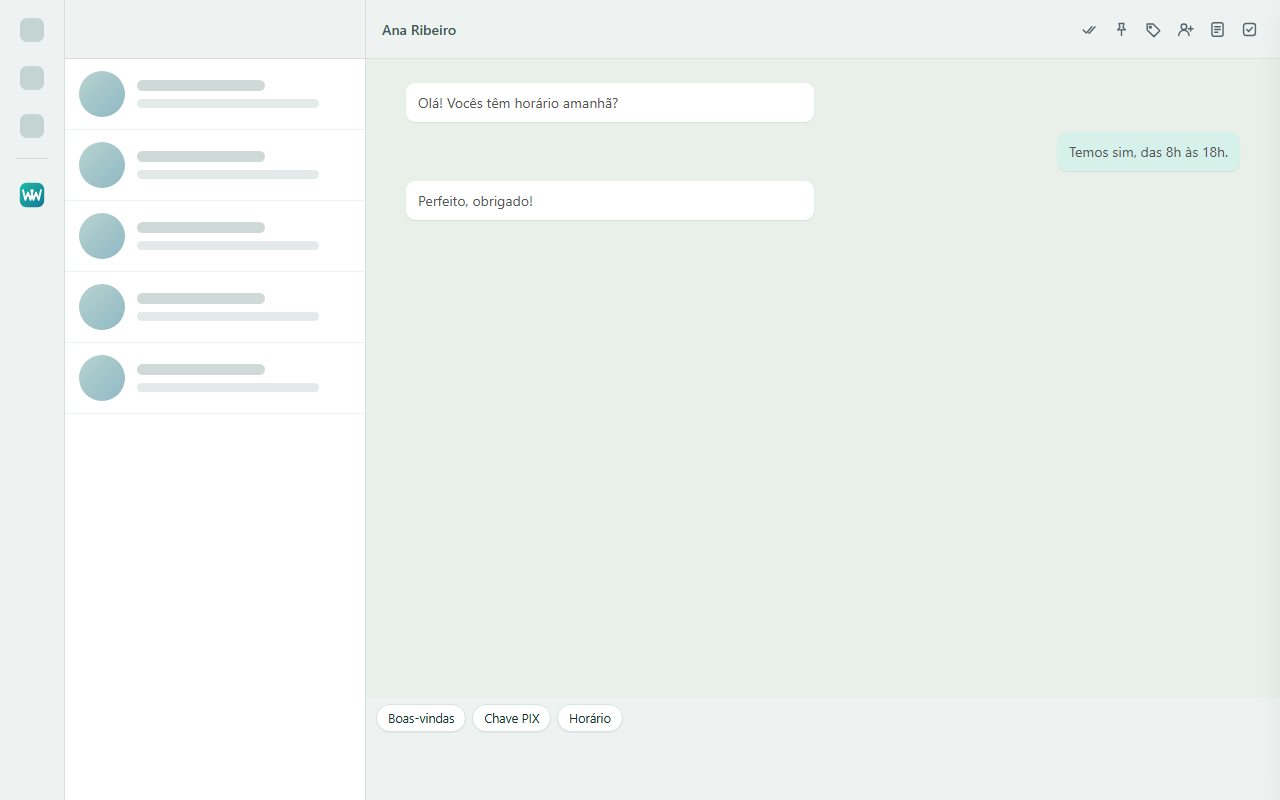 Ana Ribeiro
Olá! Vocês têm horário amanhã?
Temos sim, das 8h às 18h.
Perfeito, obrigado!
Boas-vindas
Chave PIX
Horário